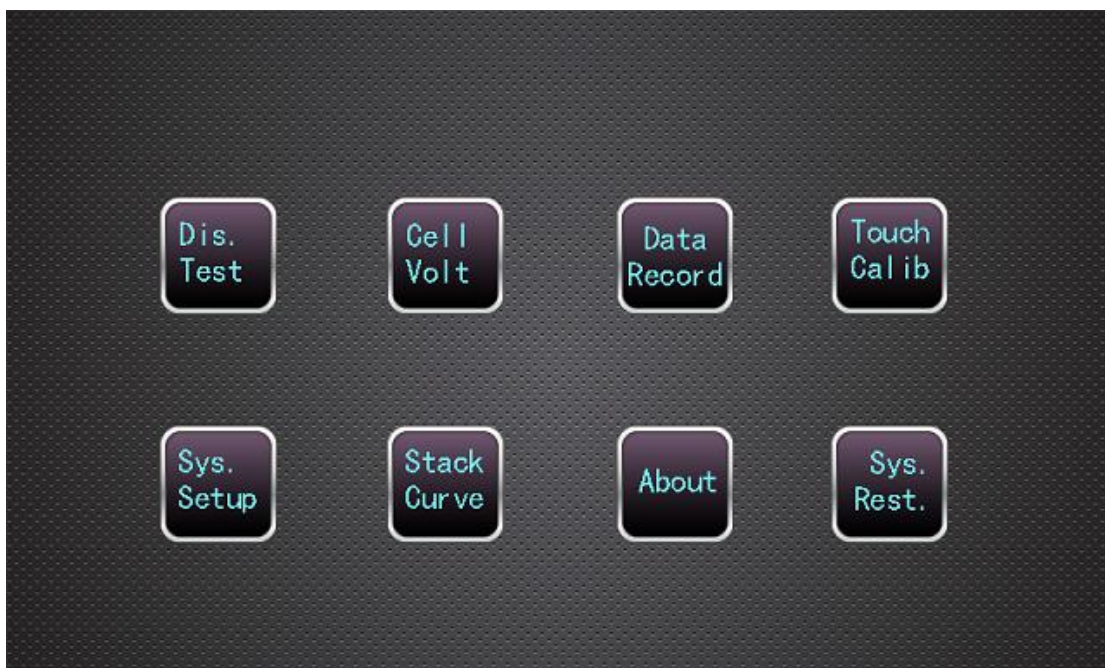 Dis.
Test
Cell
Volt
Data
Record
Touch
Calib
Sys.
Setup
Stack
Curve
About
Sys.
Rest.